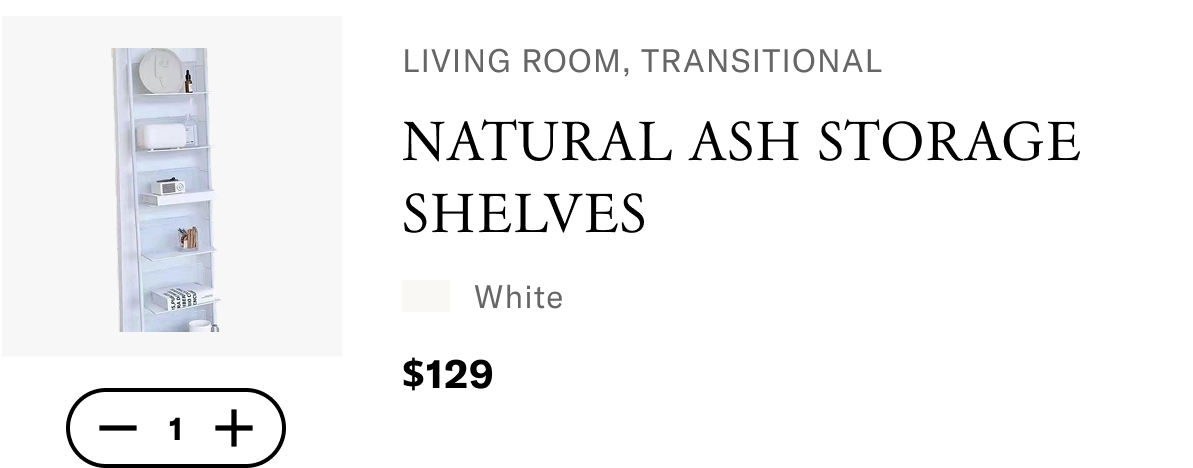 LIVING ROOM, TRANSITIONAL
NATURAL ASH STORAGE
SHELVES
White
$129
1